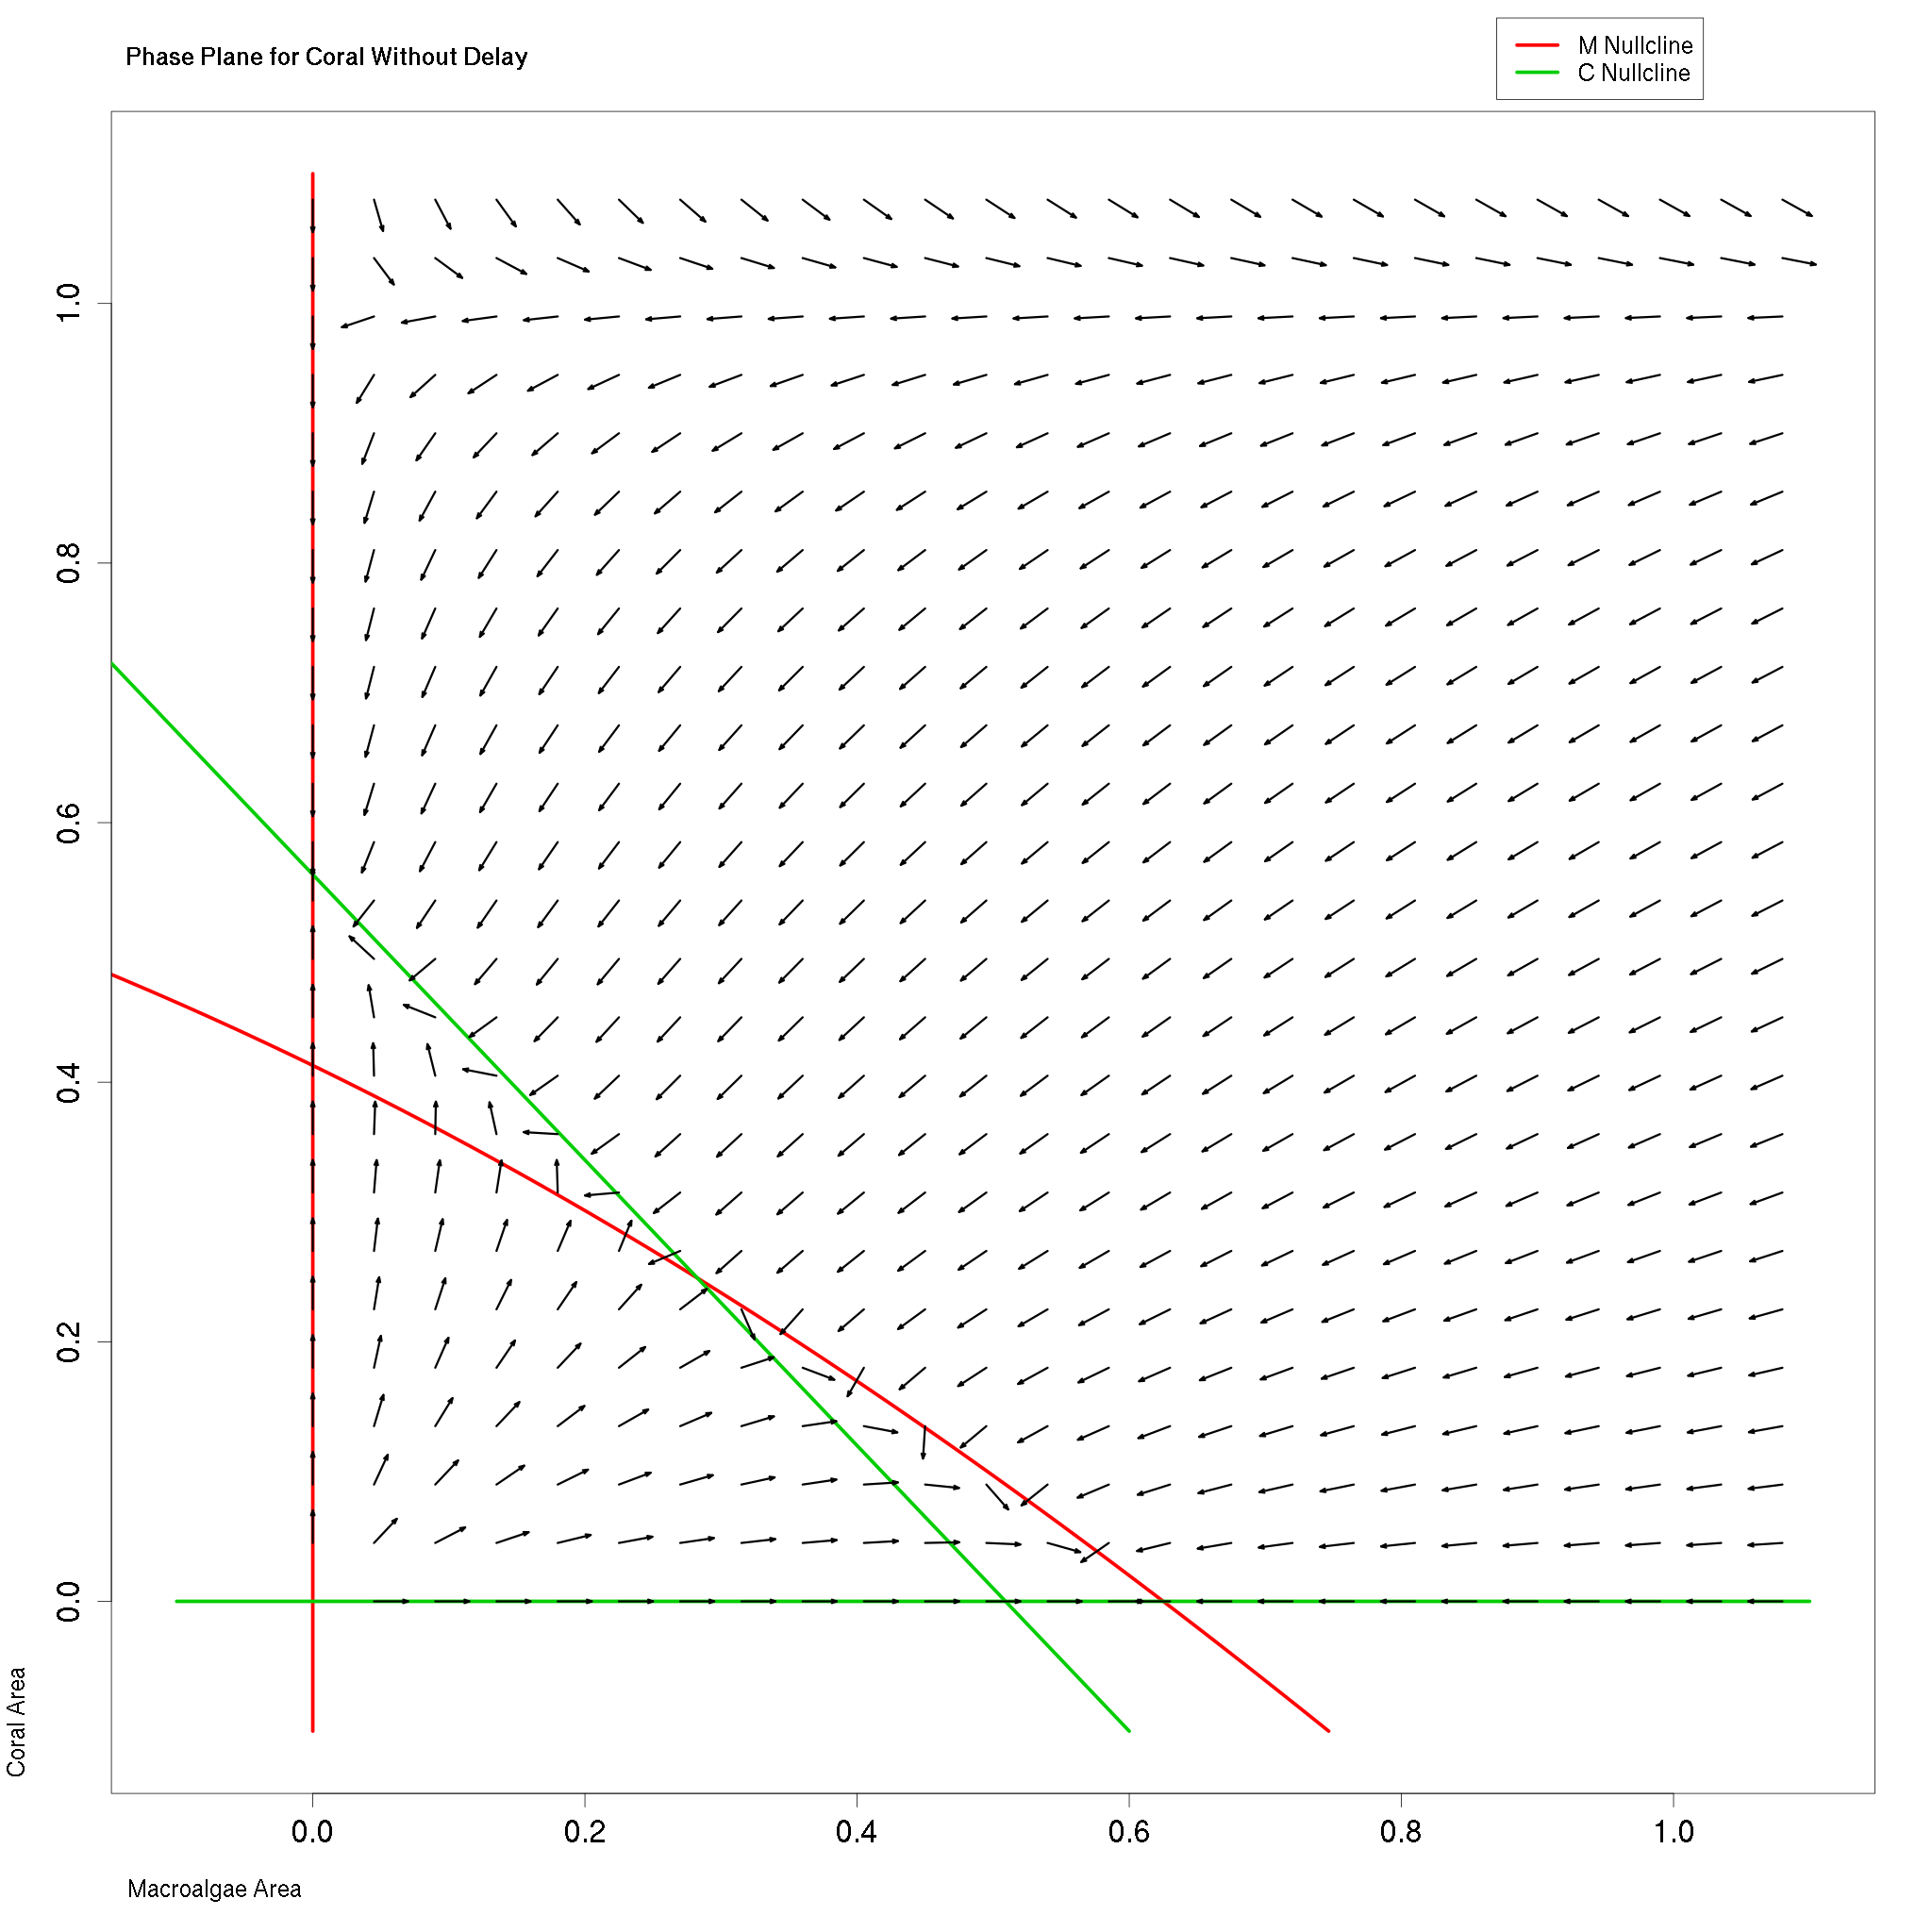 Phase Plane for Coral Without Delay
M Nullcline
C Nullcline
1.0
0.8
0.6
0.4
0.2
0.0
Coral Area
0.0 0.2 0.4 0.6 0.8 1.0
Macroalgae Area